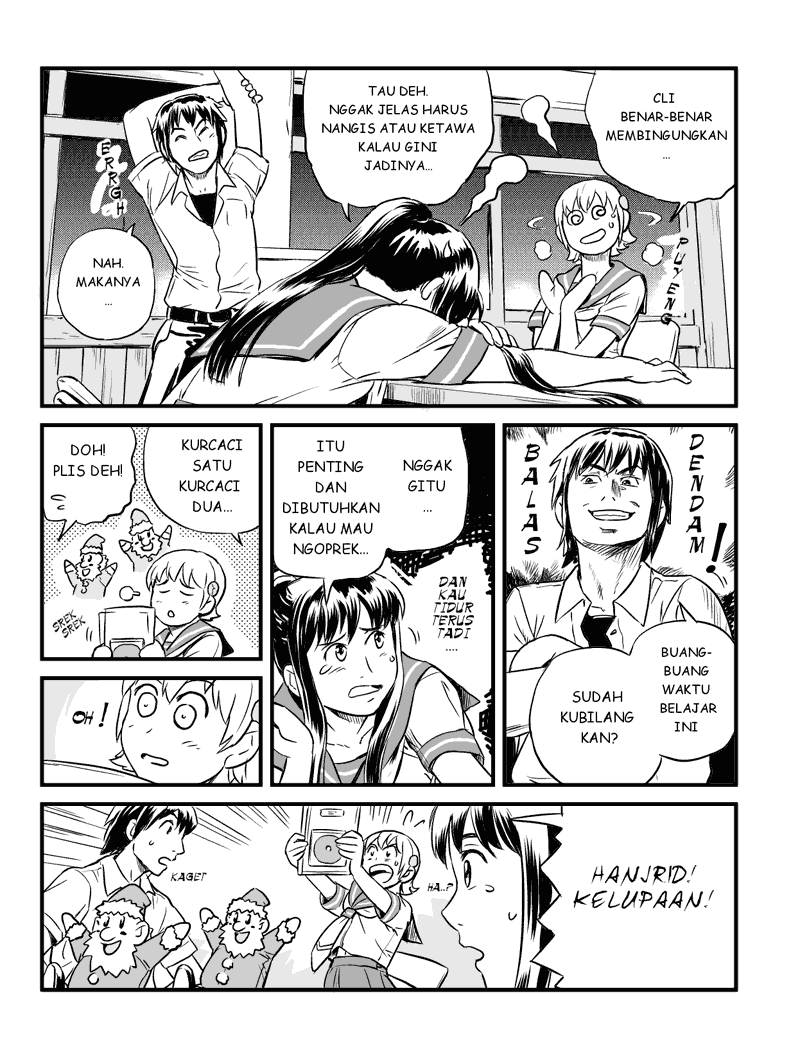 CLI
BENAR-BENAR
MEMBINGUNGKAN
...
TAU DEH.
NGGAK JELAS HARUS
NANGIS ATAU KETAWA
KALAU GINI
JADINYA...
ERRGH
NAH.
MAKANYA
...
PUYENG
KURCACI
SATU
KURCACI
DUA...
DOH!
PLIS DEH!
SREK
SREK
OH!
NGGAK
GITU
...
ITU
PENTING
DAN
DIBUTUHKAN
KALAU MAU
NGOPREK...
DAN
KAU
TIDUR
TERUS
TADI
....
BALAS
DENDAM!
BUANG-
BUANG
WAKTU
BELAJAR
INI
SUDAH
KUBILANG
KAN?
KAGET
HA..?
HANJRID!
KELUPAAN!